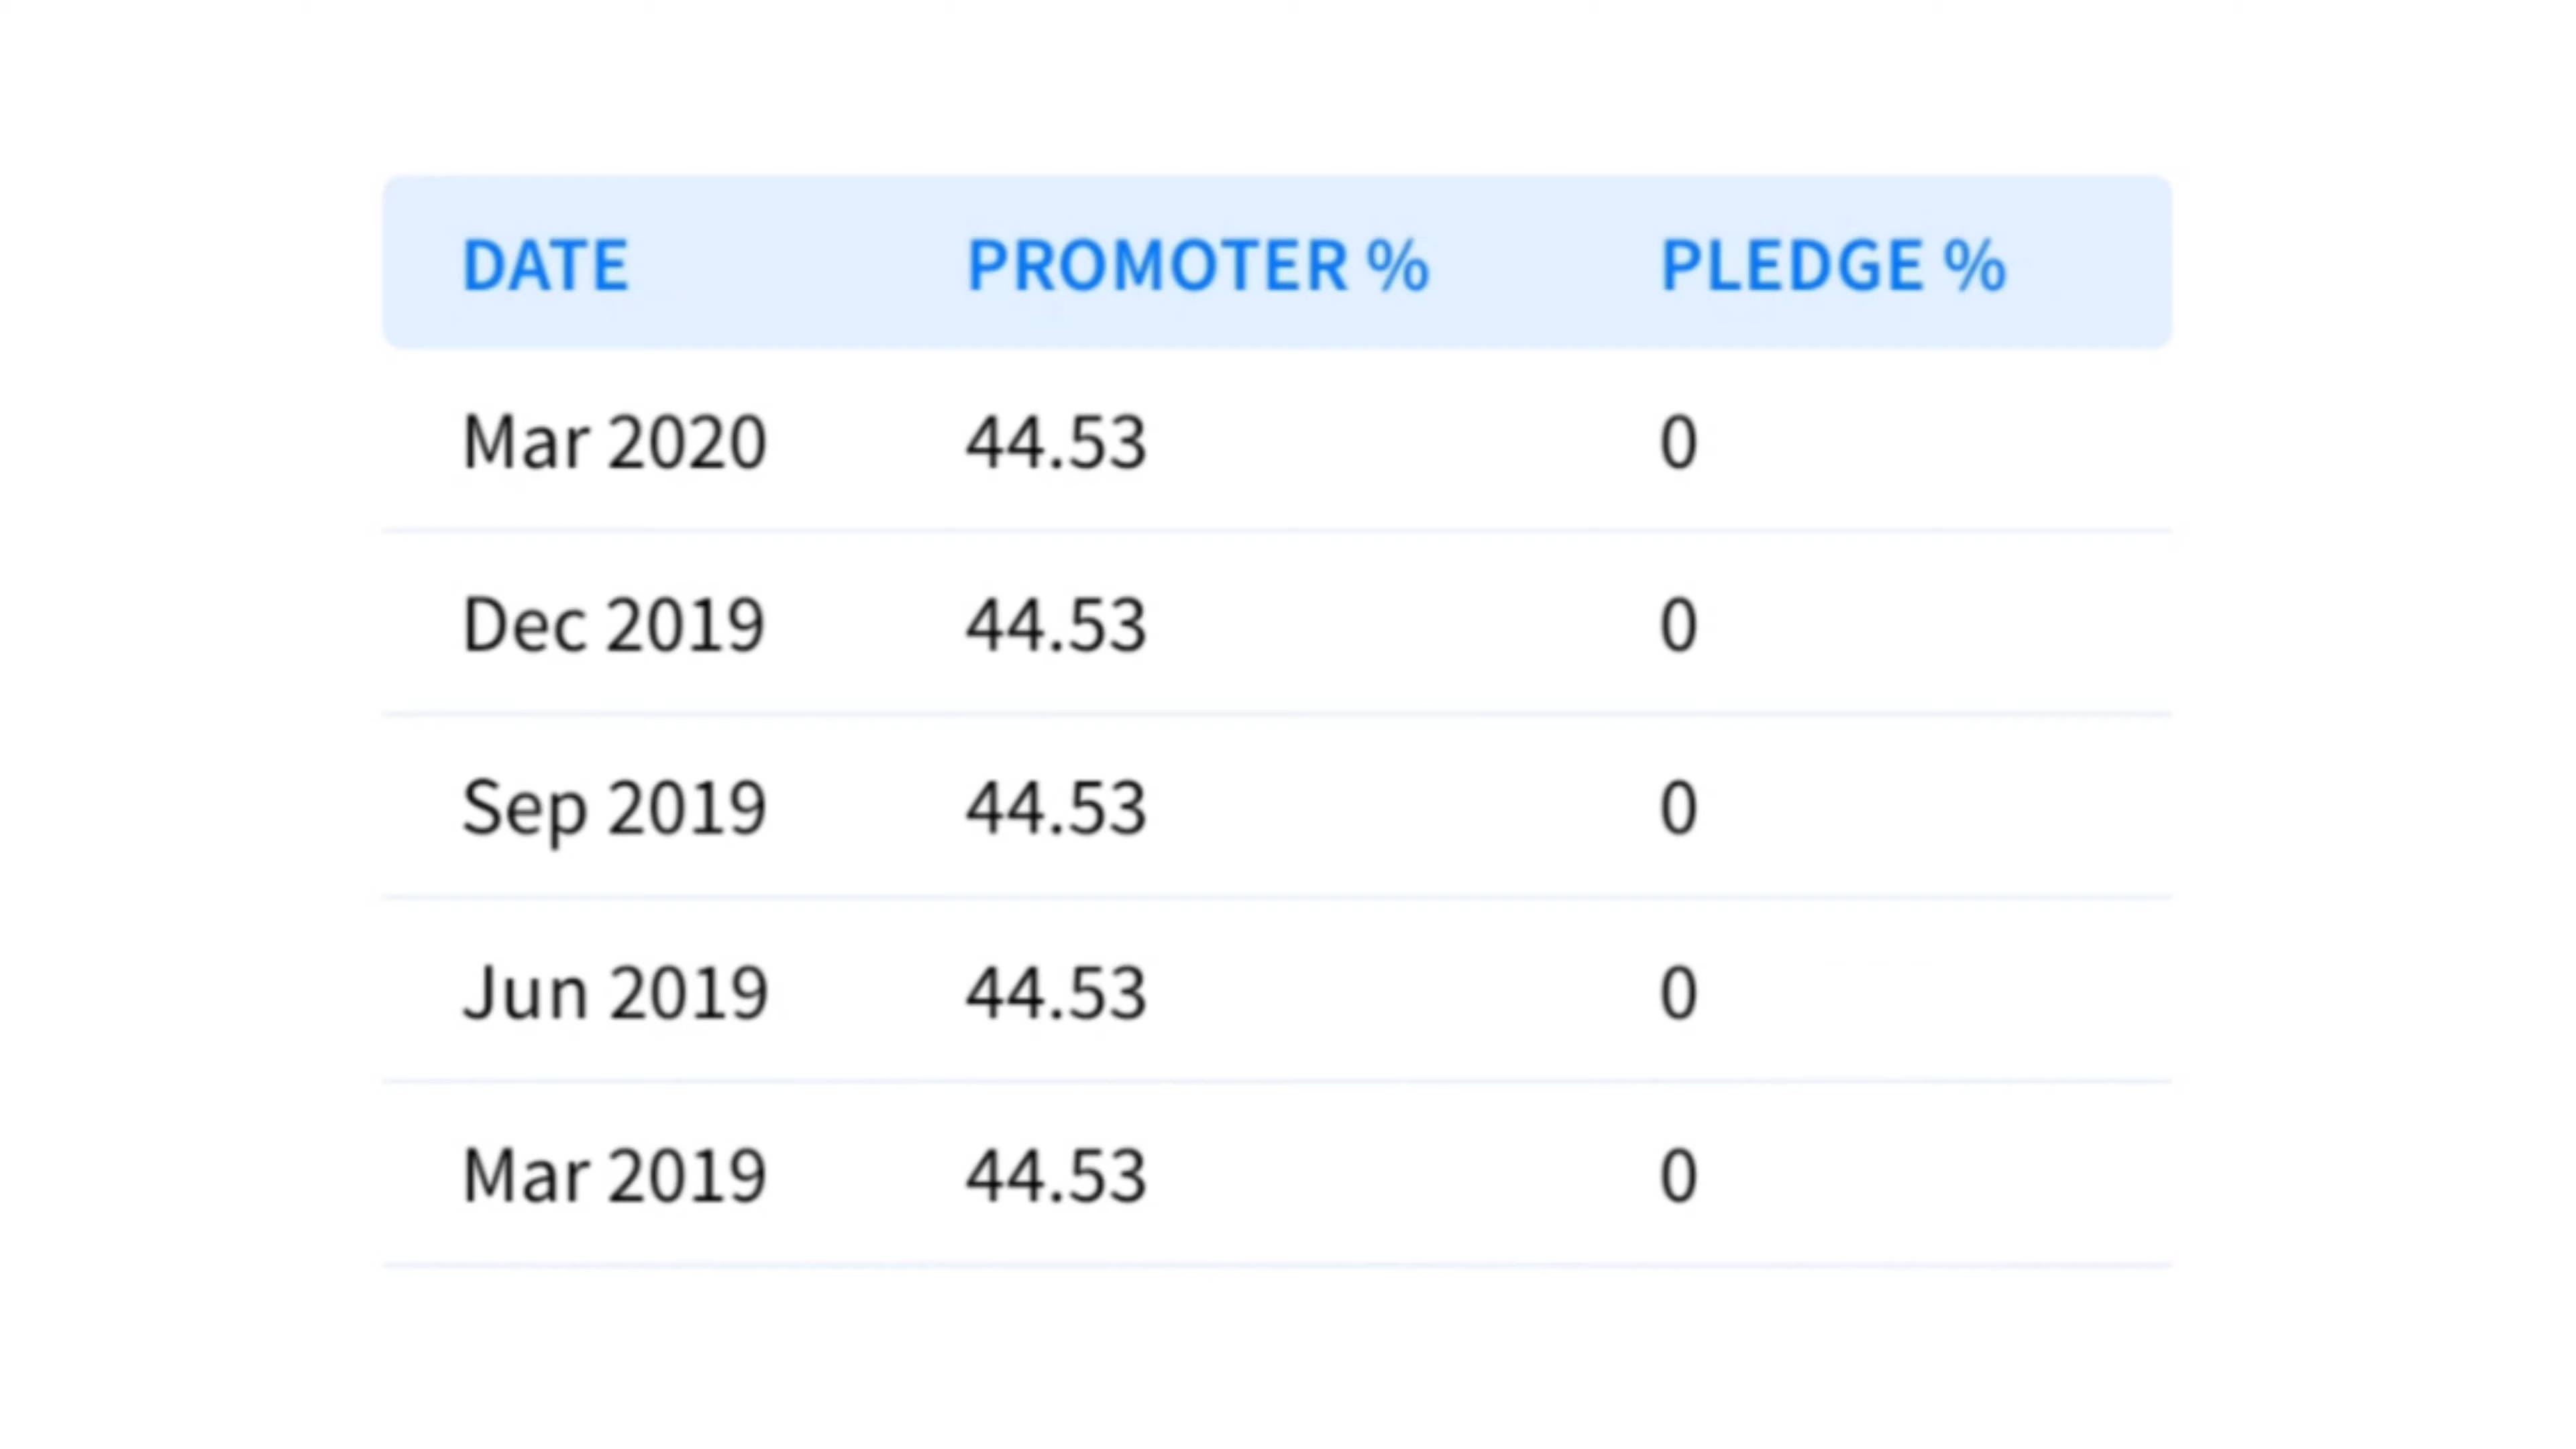 DATE PROMOTER % PLEDGE %
Mar 2020 44.53 0
Dec 2019 44.53 0
Sep 2019 44.53 0
Jun 2019 44.53 0
Mar 2019 44.53 0